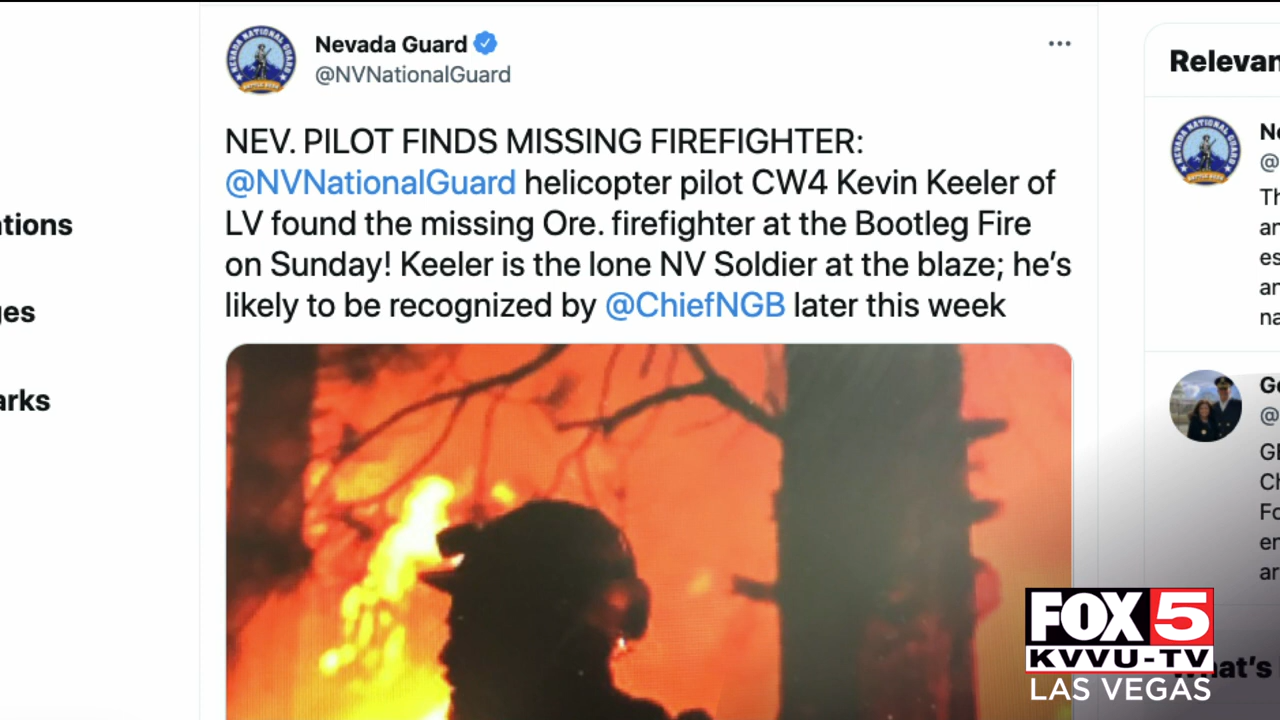 Nevada Guard
@NVNationalGuard
NEV. PILOT FINDS MISSING FIREFIGHTER:
@NVNationalGuard helicopter pilot CW4 Kevin Keeler of
LV found the missing Ore. firefighter at the Bootleg Fire
on Sunday! Keeler is the lone NV Soldier at the blaze; he's
likely to be recognized by @ChiefNGB later this week
FOX 5
KVVU-TV
LAS VEGAS